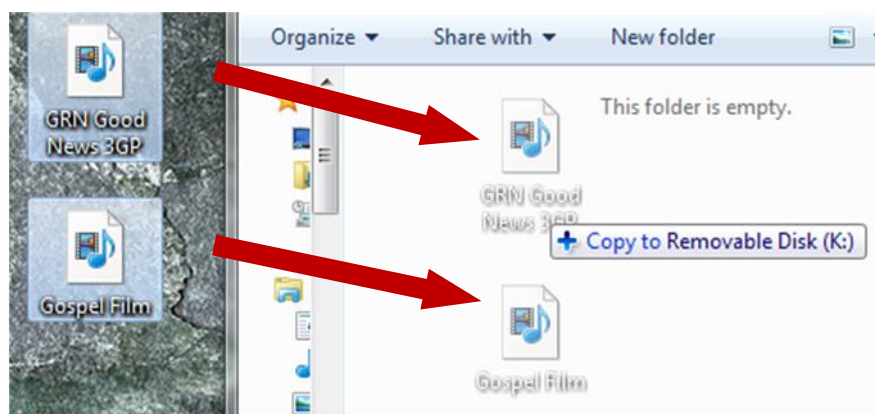 Organize Share with New folder
GRN Good
News 3GP
Gospel Film
This folder is empty.
GRN Good
News 3GP
Copy to Removable Disk (K:)
Gospel Film